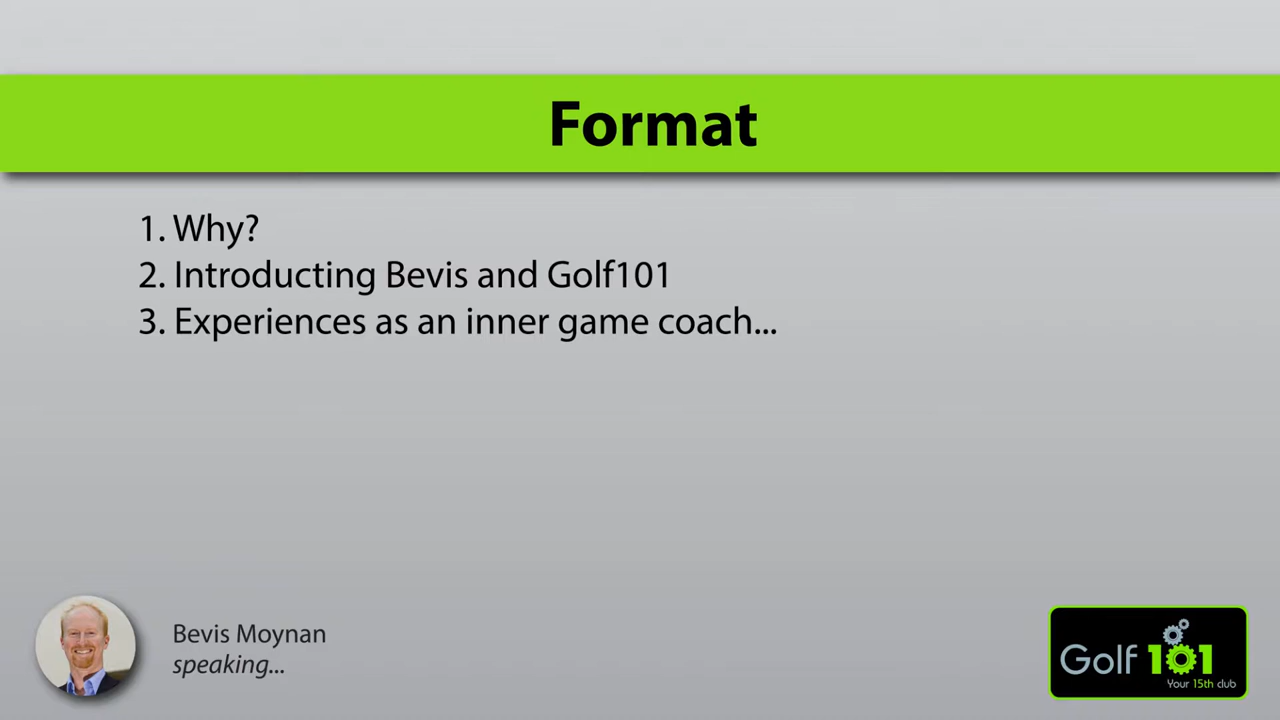 Format
1. Why?
2. Introducting Bevis and Golf101
3. Experiences as an inner game coach...
Bevis Moynan
speaking...
Golf 101
Your 15th club